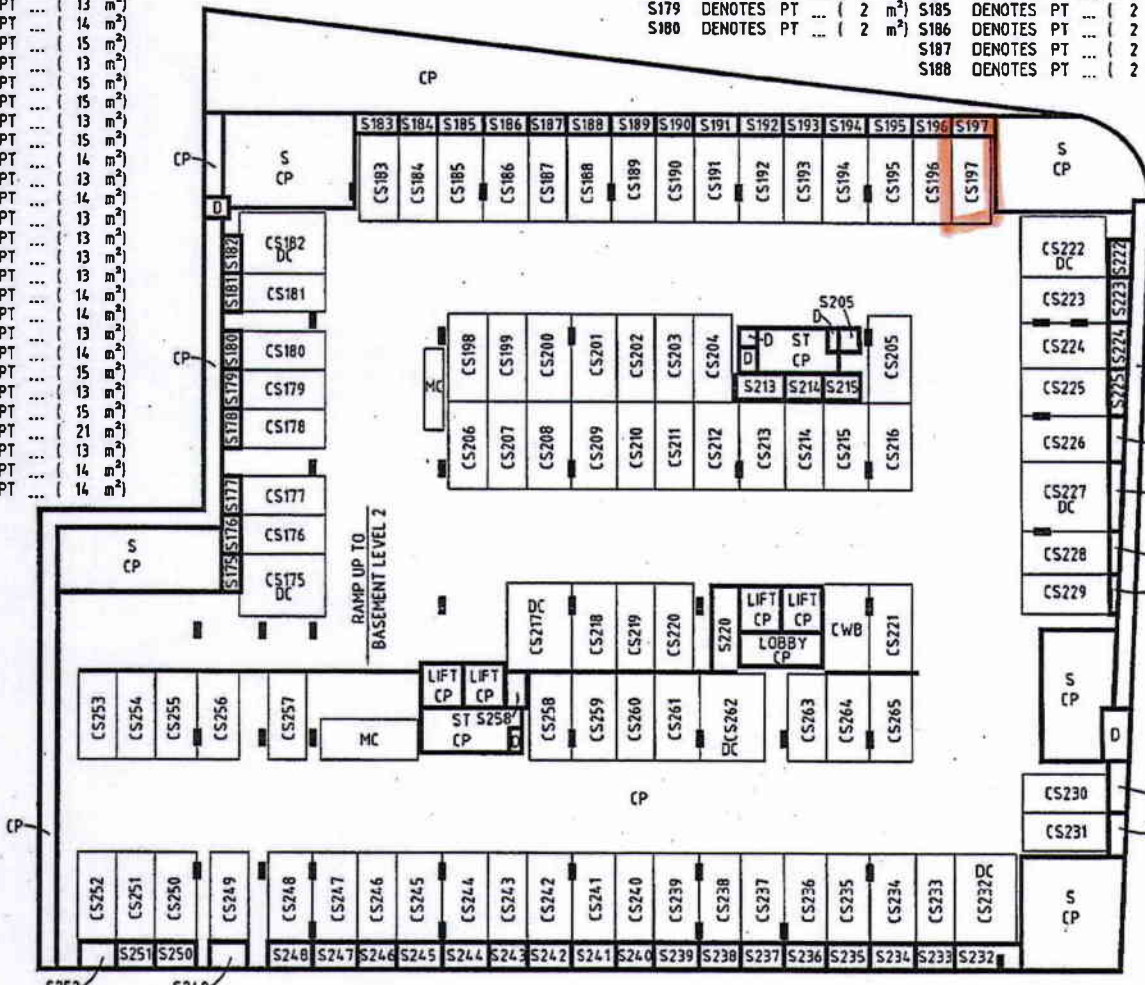 PT ... ( 13 m²)
PT ... ( 14 m²)
PT ... ( 15 m²)
PT ... ( 13 m²)
PT ... ( 15 m²)
PT ... ( 15 m²)
PT ... ( 13 m²)
PT ... ( 15 m²)
PT ... ( 14 m²)
PT ... ( 13 m²)
PT ... ( 14 m²)
PT ... ( 13 m²)
PT ... ( 13 m²)
PT ... ( 13 m²)
PT ... ( 14 m²)
PT ... ( 14 m²)
PT ... ( 13 m²)
PT ... ( 14 m²)
PT ... ( 15 m²)
PT ... ( 13 m²)
PT ... ( 15 m²)
PT ... ( 21 m²)
PT ... ( 13 m²)
PT ... ( 14 m²)
PT ... ( 14 m²)
S179 DENOTES PT ... ( 2 m²) S185 DENOTES PT ... ( 2
S180 DENOTES PT ... ( 2 m²) S186 DENOTES PT ... ( 2
S187 DENOTES PT ... ( 2
S188 DENOTES PT ... ( 2
CP
S183 S184 S185 S186 S187 S188 S189 S190 S191 S192 S193 S194 S195 S196 S197
CP
S
CP
CS183 CS184 CS185 CS186 CS187 CS188 CS189 CS190 CS191 CS192 CS193 CS194 CS195 CS196 CS197
S
CP
D
S182
CS182
DC
S181
CS181
CP
S180
CS180
S179
CS179
S178
CS178
S177
CS177
S176
CS176
S175
CS175
DC
S
CP
CS222
DC
S222
CS223
S223
CS224
S224
CS225
S225
CS226
CS227
DC
CS228
CS229
MC
CS198 CS199 CS200 CS201 CS202 CS203 CS204
D
D
ST
CP
D
S205
CS205
S213 S214 S215
CS206 CS207 CS208 CS209 CS210 CS211 CS212 CS213 CS214 CS215 CS216
RAMP UP TO
BASEMENT LEVEL 2
DC
CS217 CS218 CS219 CS220
S220
LIFT
CP
LIFT
CP
LOBBY
CP
CWB
CS221
S
CP
D
CS253 CS254 CS255 CS256 CS257
MC
LIFT
CP
LIFT
CP
ST
CP
S258
D
CS258 CS259 CS260 CS261 CS262
DC
CS263 CS264 CS265
CP
CP
CS230
CS231
CS252 CS251 CS250 CS249 CS248 CS247 CS246 CS245 CS244 CS243 CS242 CS241 CS240 CS239 CS238 CS237 CS236 CS235 CS234 CS233 CS232
DC
S
CP
S251 S250 S248 S247 S246 S245 S244 S243 S242 S241 S240 S239 S238 S237 S236 S235 S234 S233 S232
S252
S249